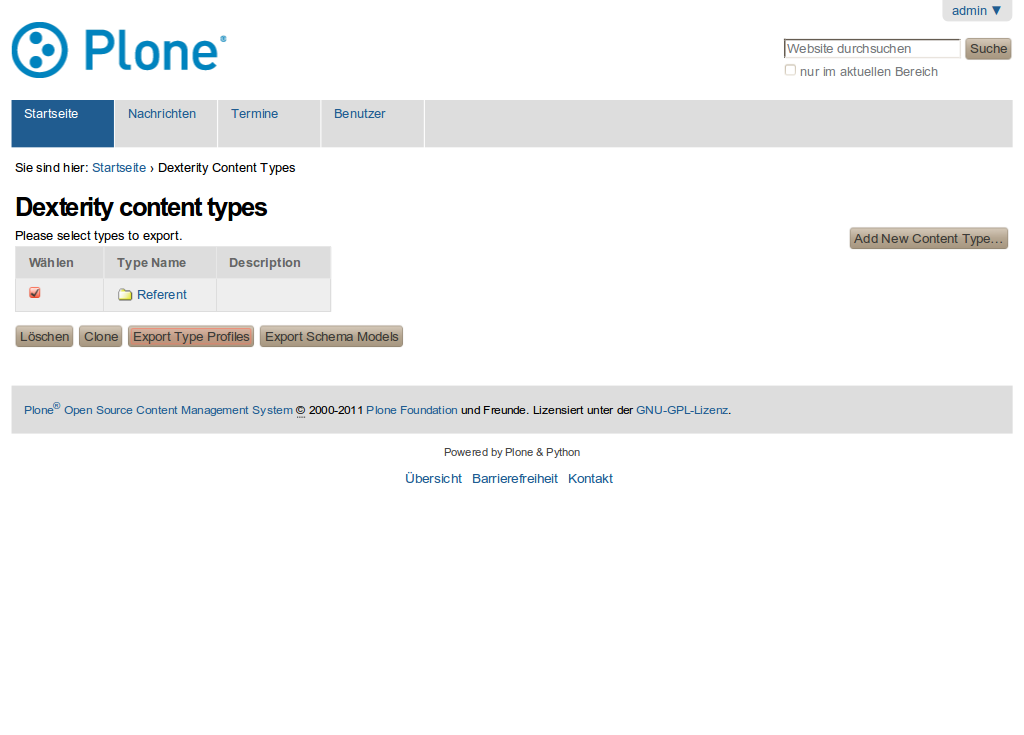 admin ▼
Plone®
Website durchsuchen Suche
nur im aktuellen Bereich
Startseite Nachrichten Termine Benutzer
Sie sind hier: Startseite › Dexterity Content Types
Dexterity content types
Please select types to export.
Add New Content Type…
Wählen Type Name Description
Referent
Löschen Clone Export Type Profiles Export Schema Models
Plone® Open Source Content Management System © 2000-2011 Plone Foundation und Freunde. Lizensiert unter der GNU-GPL-Lizenz.
Powered by Plone & Python
Übersicht Barrierefreiheit Kontakt